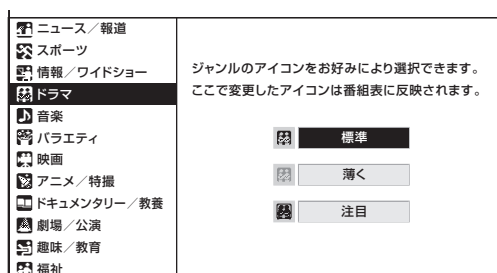 ニュース／報道
スポーツ
情報／ワイドショー
ドラマ
音楽
バラエティ
映画
アニメ／特撮
ドキュメンタリー／教養
劇場／公演
趣味／教育
福祉
ジャンルのアイコンをお好みにより選択できます。
ここで変更したアイコンは番組表に反映されます。
標準
薄く
注目